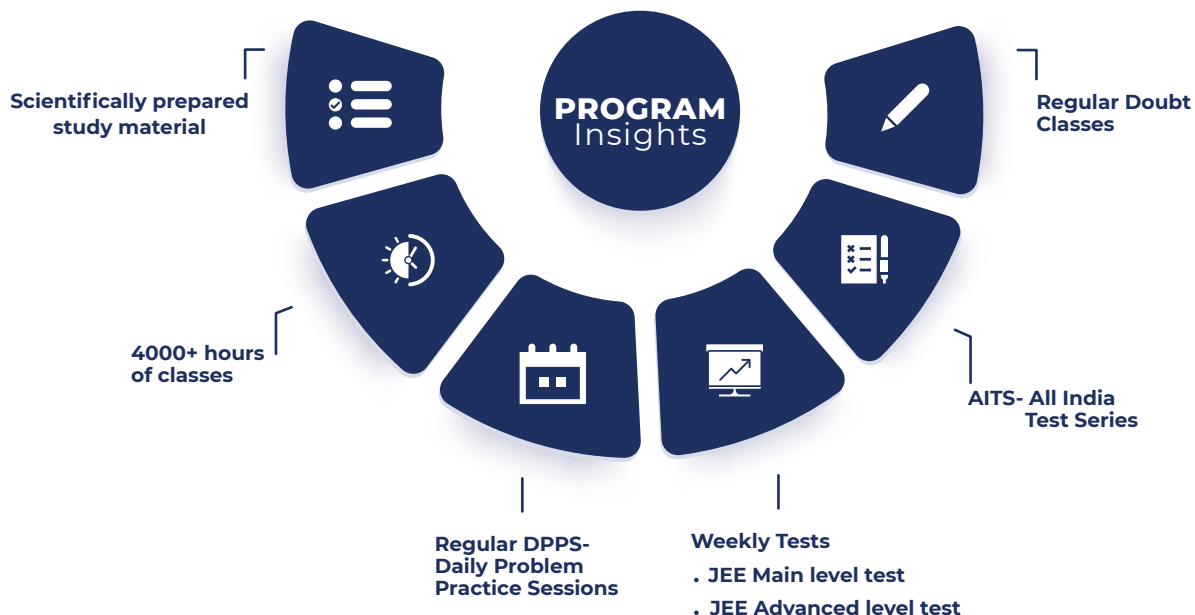 PROGRAM
Insights
Scientifically prepared
study material
4000+ hours
of classes
Regular DPPS-
Daily Problem
Practice Sessions
Weekly Tests
. JEE Main level test
. JEE Advanced level test
AITS- All India
Test Series
Regular Doubt
Classes